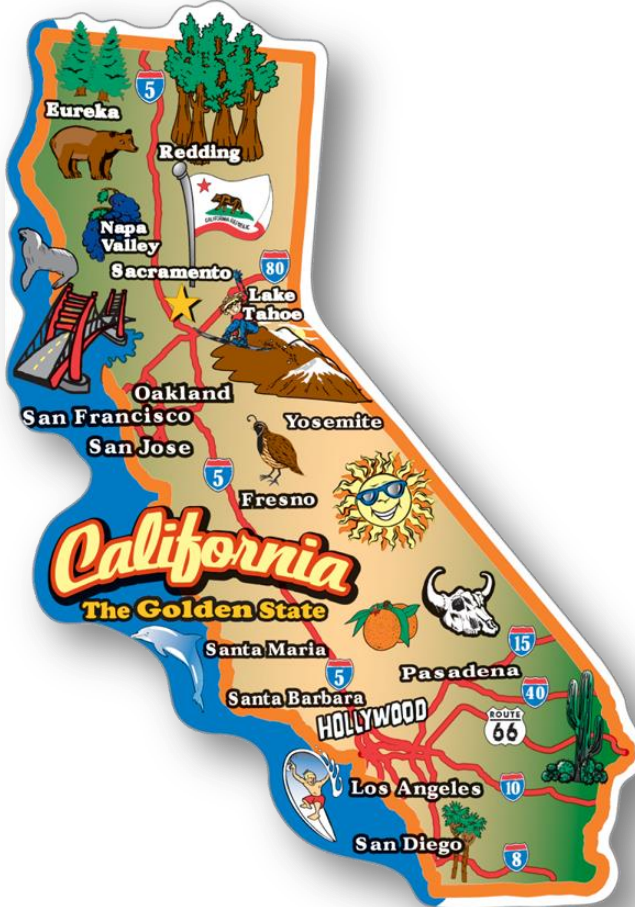 5
Eureka
Redding
CALIFORNIA REPUBLIC
Napa
Valley
Sacramento
80
Lake
Tahoe
Oakland
San Francisco
Yosemite
San Jose
5
Fresno
California
The Golden State
Santa Maria
15
5
Pasadena
40
Santa Barbara
HOLLYWOOD
ROUTE
66
Los Angeles
10
San Diego
8